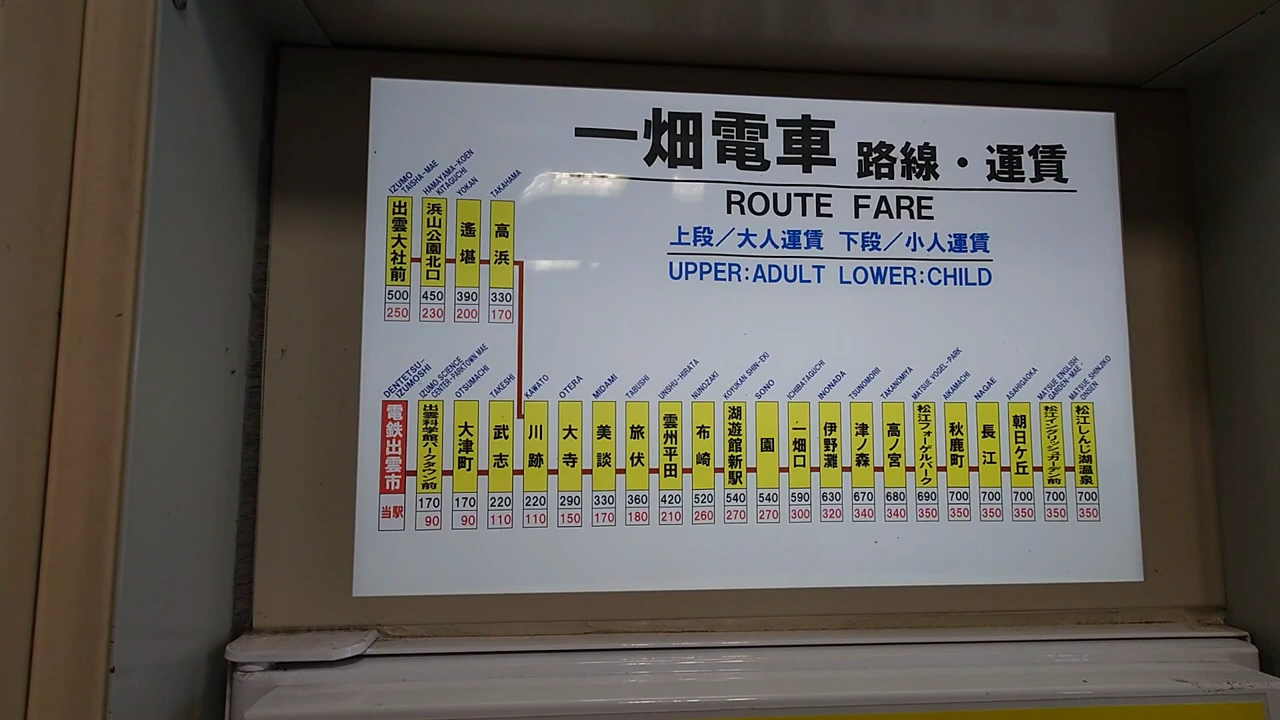 一畑電車 路線・運賃
ROUTE FARE
上段／大人運賃 下段／小人運賃
UPPER:ADULT LOWER:CHILD
IZUMO TAISHA-MAE
HAMAYAMA-KOEN KITAGUCHI
YOKAN
TAKAHAMA
出雲大社前
浜山公園北口
遙堪
高浜
500 450 390 330
250 230 200 170
DENTETSU-IZUMOSHI
IZUMO SCIENCE CENTER-PARKTOWN MAE
OTSUMACHI
TAKESHI
KAWATO
OTERA
MIDAMI
TABUSHI
UNSHU-HIRATA
NUNOZAKI
KOYUKAN SHIN-EKI
SONO
ICHIBATAGUCHI
INONADA
TSUNOMORI
TAKANOMIYA
MATSUE VOGEL-PARK
AIKAMACHI
NAGAE
ASAHIGAOKA
MATSUE ENGLISH GARDEN-MAE-
MATSUE SHINJIKO ONSEN
電鉄出雲市
出雲科学館パークタウン前
大津町
武志
川跡
大寺
美談
旅伏
雲州平田
布崎
湖遊館新駅
園
一畑口
伊野灘
津ノ森
高ノ宮
松江フォーゲルパーク
秋鹿町
長江
朝日ケ丘
松江イングリッシュガーデン前
松江しんじ湖温泉
当駅
170 170 220 220 290 330 360 420 520 540 540 590 630 670 680 690 700 700 700 700 700
90 90 110 110 150 170 180 210 260 270 270 300 320 340 340 350 350 350 350 350 350